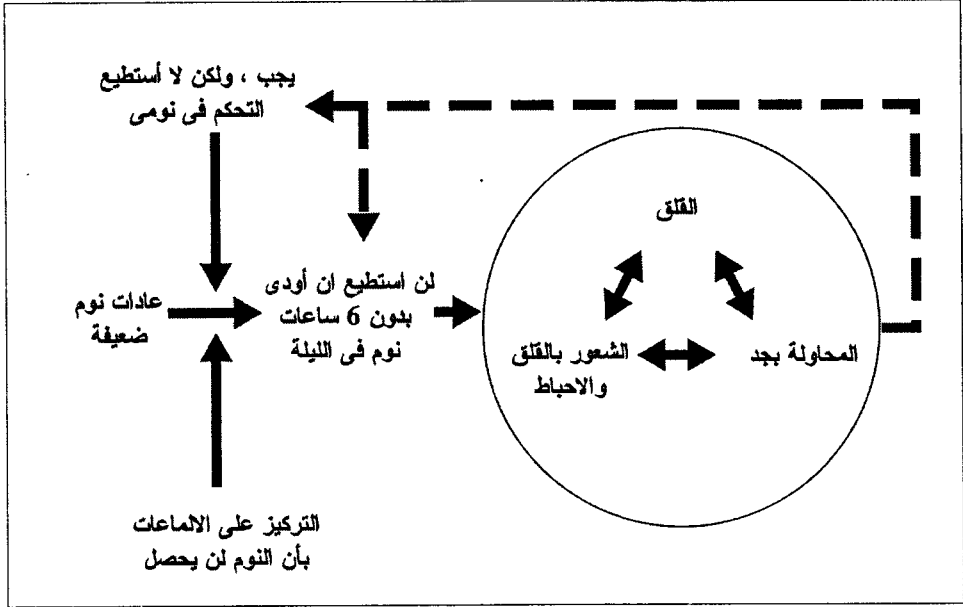 يجب ، ولكن لا أستطيع
التحكم فى نومى
القلق
لن استطيع ان أودى
بدون 6 ساعات
نوم فى الليلة
عادات نوم
ضعيفة
المحاولة بجد
الشعور بالقلق
والاحباط
التركيز على الالماعات
بأن النوم لن يحصل